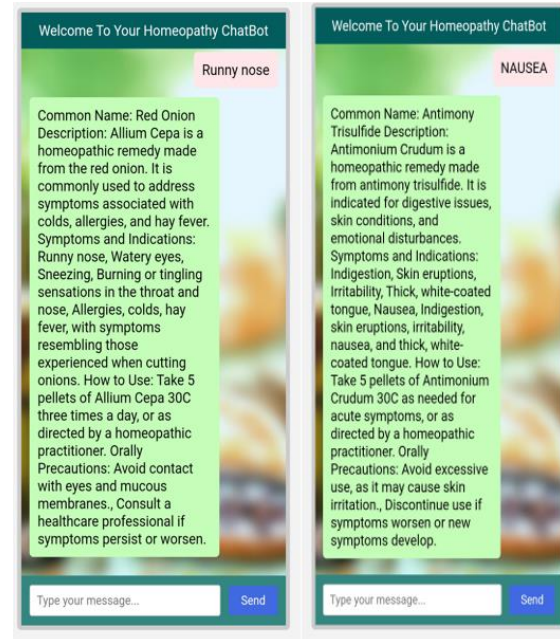 Welcome To Your Homeopathy ChatBot
Runny nose
Common Name: Red Onion
Description: Allium Cepa is a
homeopathic remedy made
from the red onion. It is
commonly used to address
symptoms associated with
colds, allergies, and hay fever.
Symptoms and Indications:
Runny nose, Watery eyes,
Sneezing, Burning or tingling
sensations in the throat and
nose, Allergies, colds, hay
fever, with symptoms
resembling those
experienced when cutting
onions. How to Use: Take 5
pellets of Allium Cepa 30C
three times a day, or as
directed by a homeopathic
practitioner. Orally
Precautions: Avoid contact
with eyes and mucous
membranes., Consult a
healthcare professional if
symptoms persist or worsen.
Type your message...
Send
Welcome To Your Homeopathy ChatBot
NAUSEA
Common Name: Antimony
Trisulfide Description:
Antimonium Crudum is a
homeopathic remedy made
from antimony trisulfide. It is
indicated for digestive issues,
skin conditions, and
emotional disturbances.
Symptoms and Indications:
Indigestion, Skin eruptions,
Irritability, Thick, white-coated
tongue, Nausea, Indigestion,
skin eruptions, irritability,
nausea, and thick, white-
coated tongue. How to Use:
Take 5 pellets of Antimonium
Crudum 30C as needed for
acute symptoms, or as
directed by a homeopathic
practitioner. Orally
Precautions: Avoid excessive
use, as it may cause skin
irritation., Discontinue use if
symptoms worsen or new
symptoms develop.
Type your message...
Send